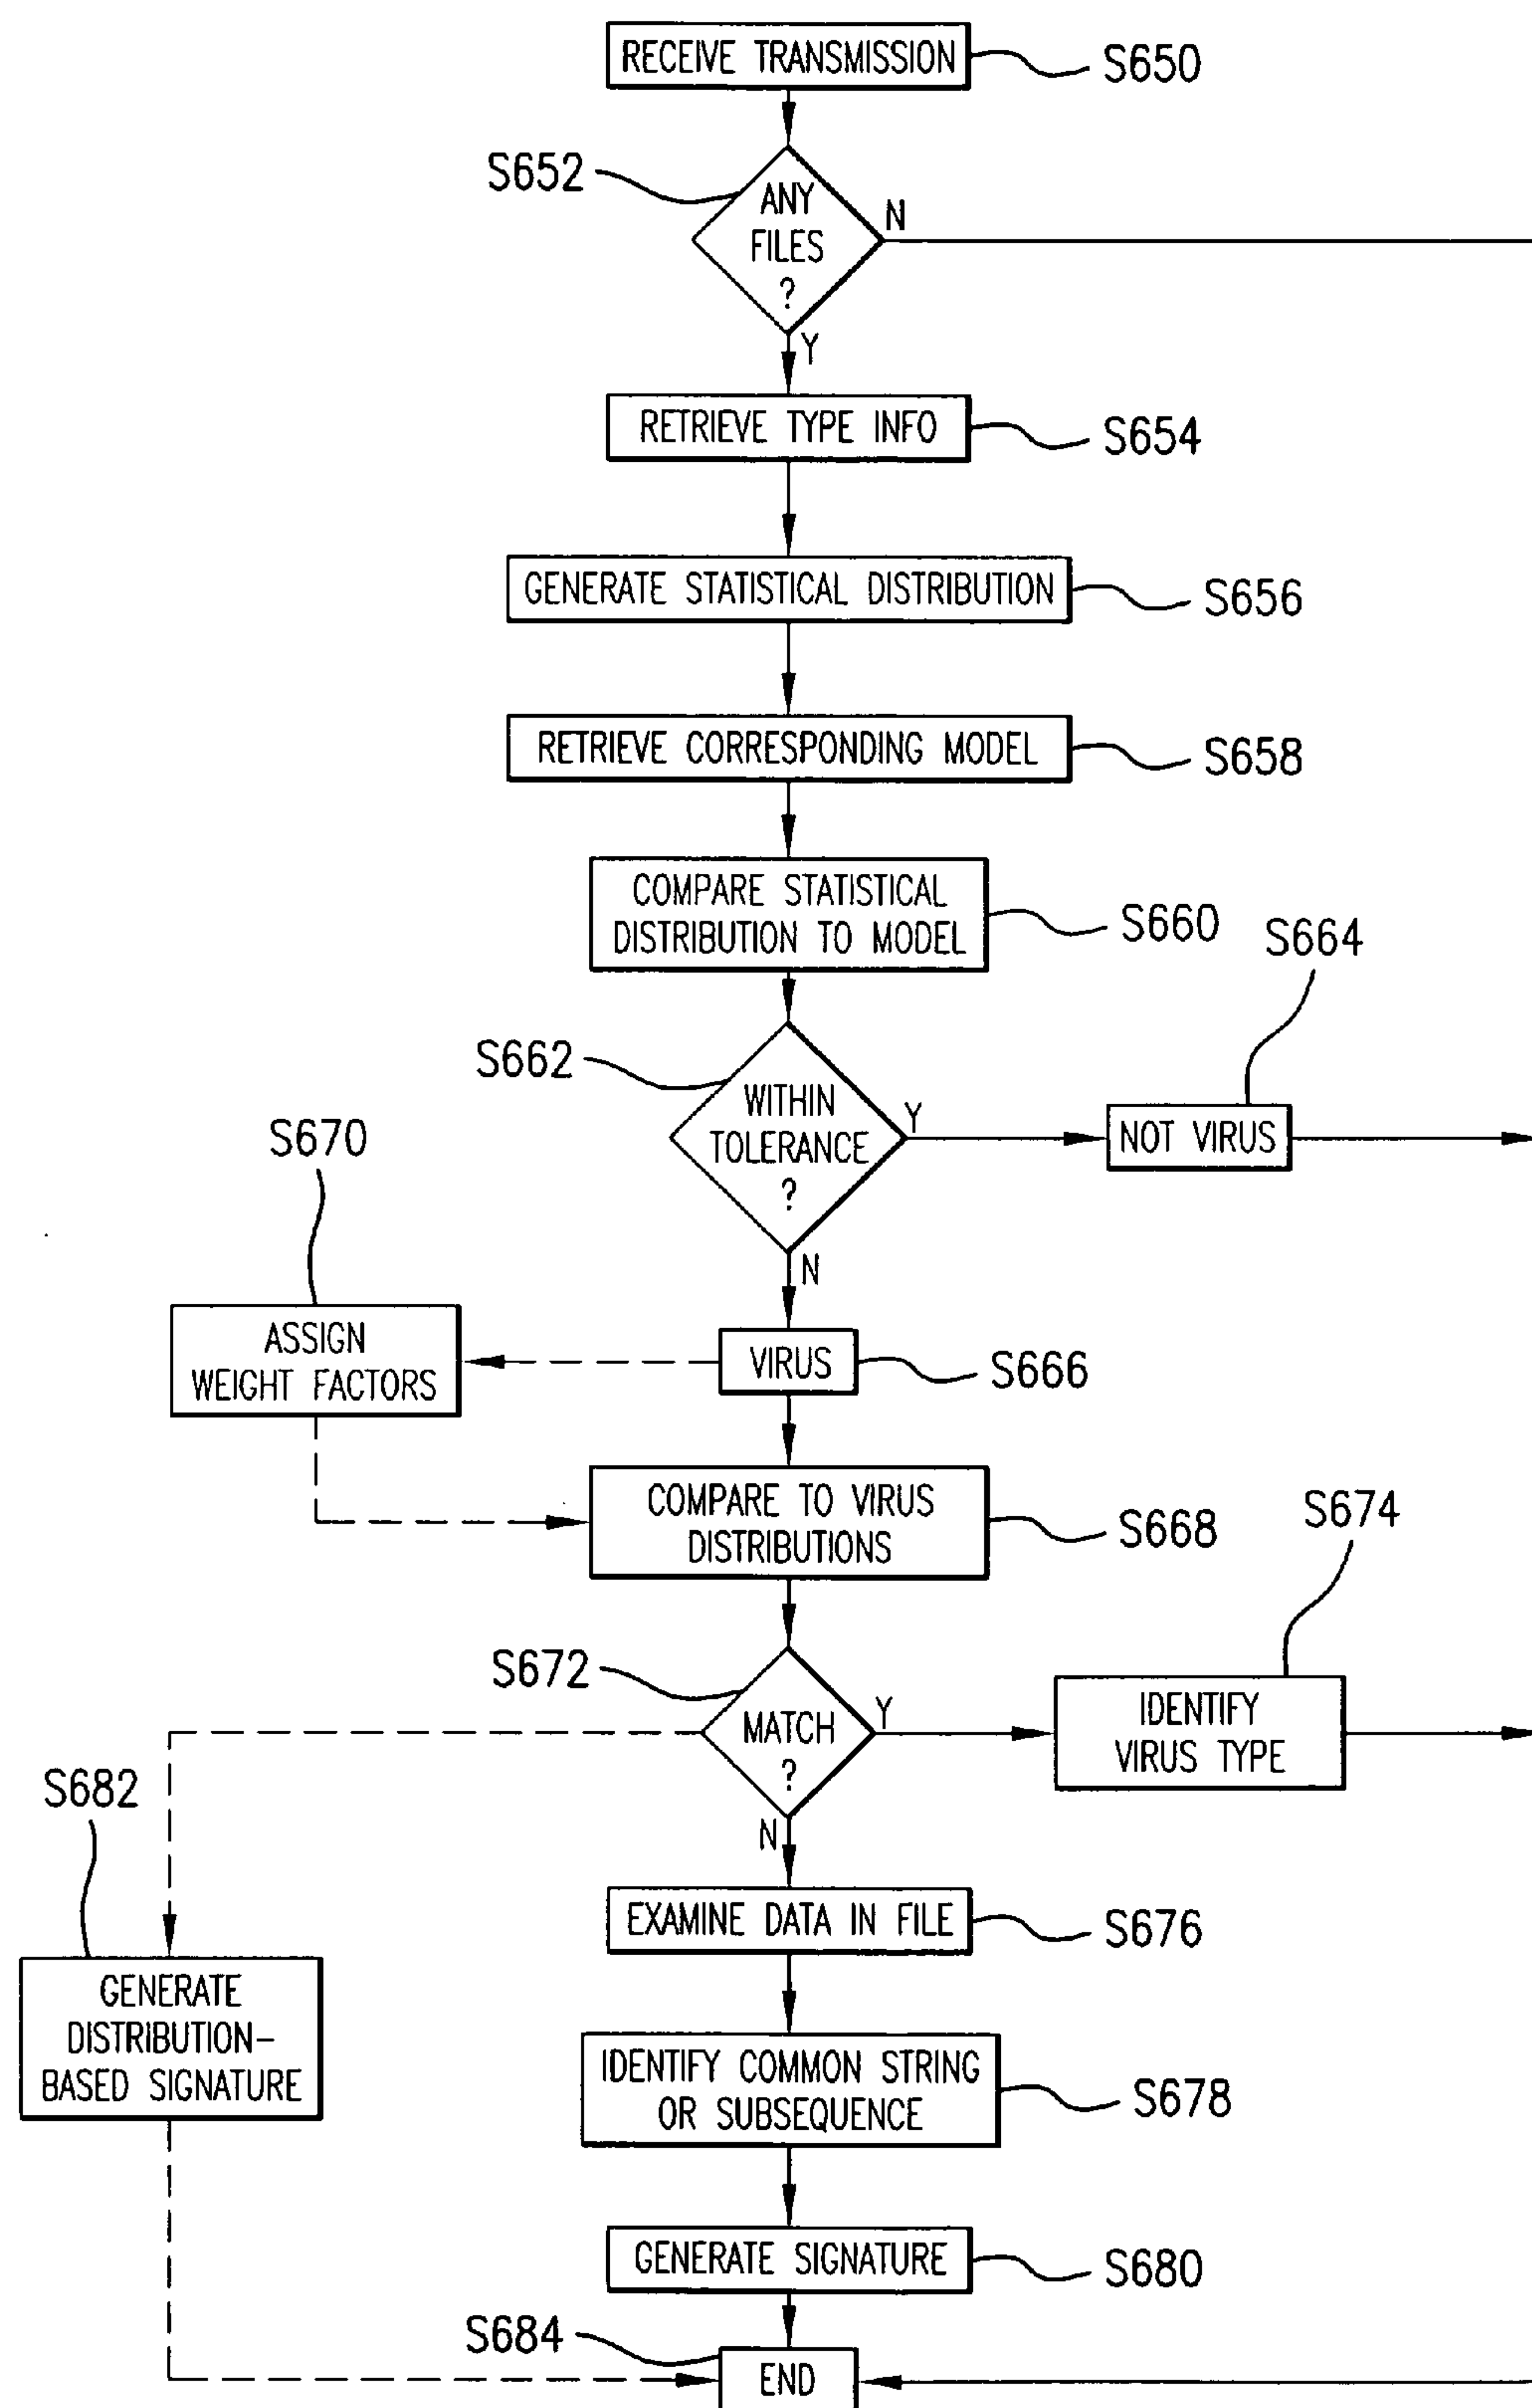 RECEIVE TRANSMISSION
S650
S652
ANY
FILES
?
N
Y
RETRIEVE TYPE INFO
S654
GENERATE STATISTICAL DISTRIBUTION
S656
RETRIEVE CORRESPONDING MODEL
S658
COMPARE STATISTICAL
DISTRIBUTION TO MODEL
S660
S664
S662
WITHIN
TOLERANCE
?
Y
NOT VIRUS
N
S670
ASSIGN
WEIGHT FACTORS
VIRUS
S666
COMPARE TO VIRUS
DISTRIBUTIONS
S668
S674
S672
MATCH
?
Y
IDENTIFY
VIRUS TYPE
N
S682
GENERATE
DISTRIBUTION-
BASED SIGNATURE
EXAMINE DATA IN FILE
S676
IDENTIFY COMMON STRING
OR SUBSEQUENCE
S678
GENERATE SIGNATURE
S680
S684
END